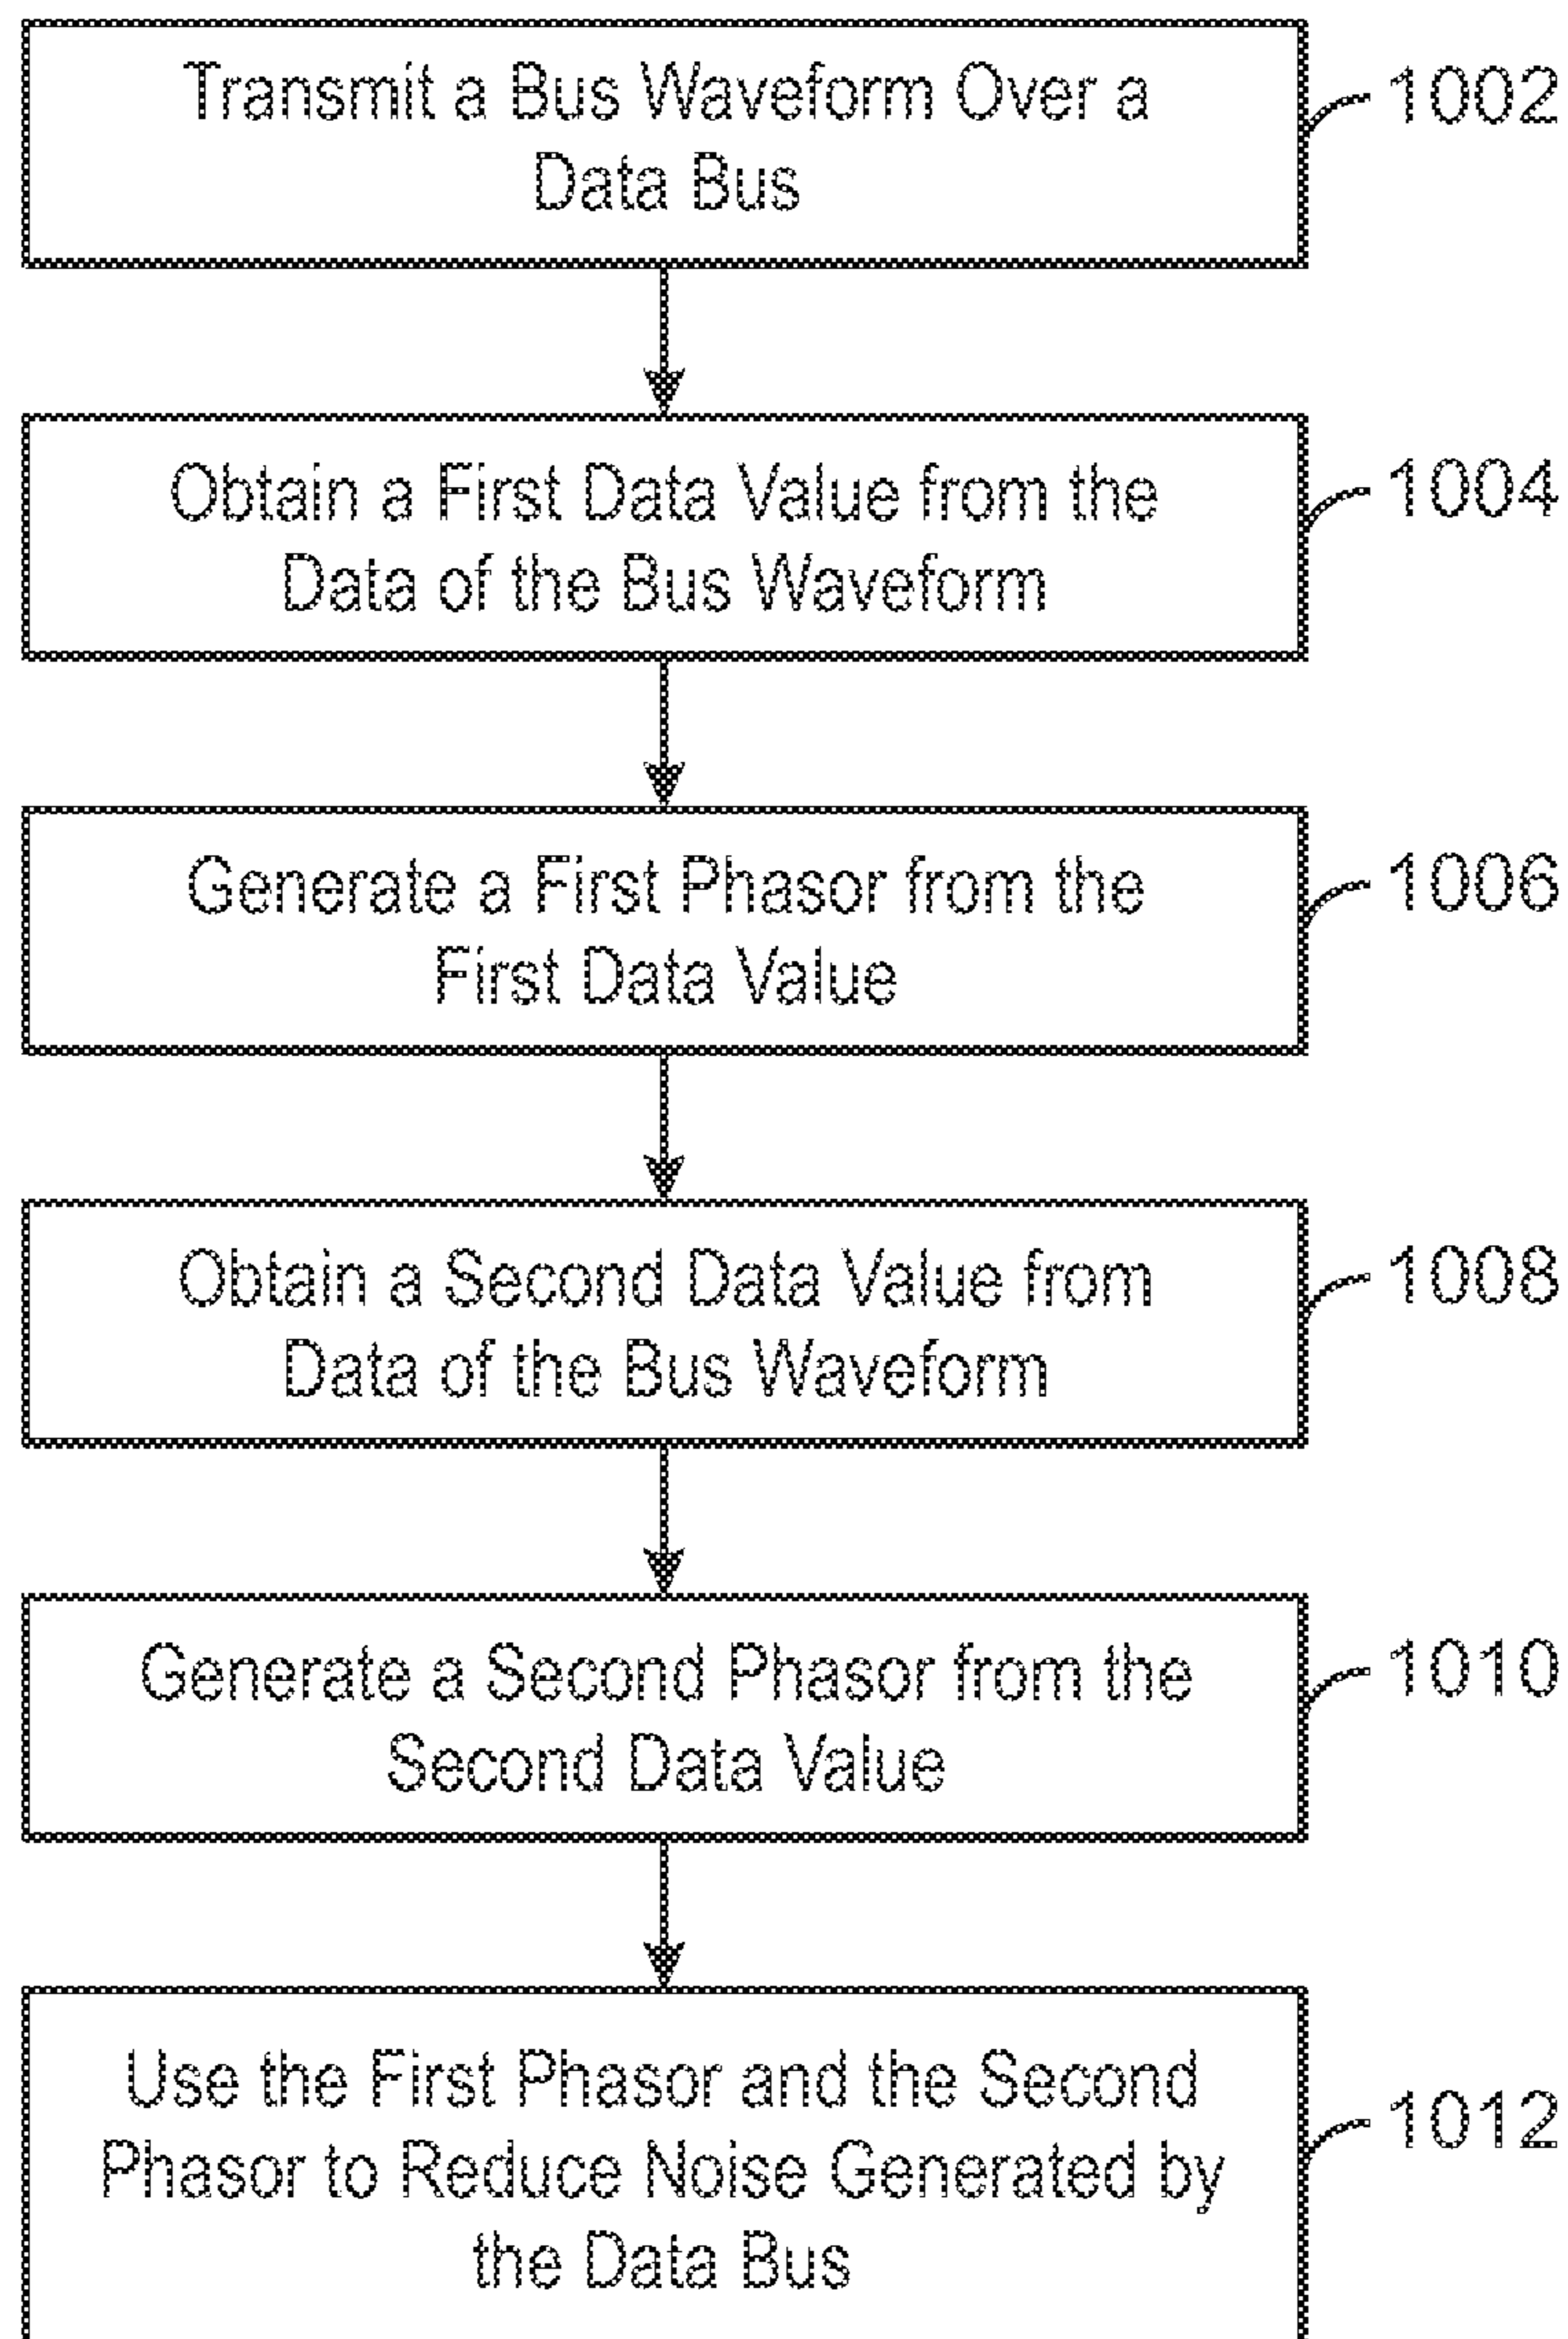 Transmit a Bus Waveform Over a
Data Bus
1002
Obtain a First Data Value from the
Data of the Bus Waveform
1004
Generate a First Phasor from the
First Data Value
1006
Obtain a Second Data Value from
Data of the Bus Waveform
1008
Generate a Second Phasor from the
Second Data Value
1010
Use the First Phasor and the Second
Phasor to Reduce Noise Generated by
the Data Bus
1012